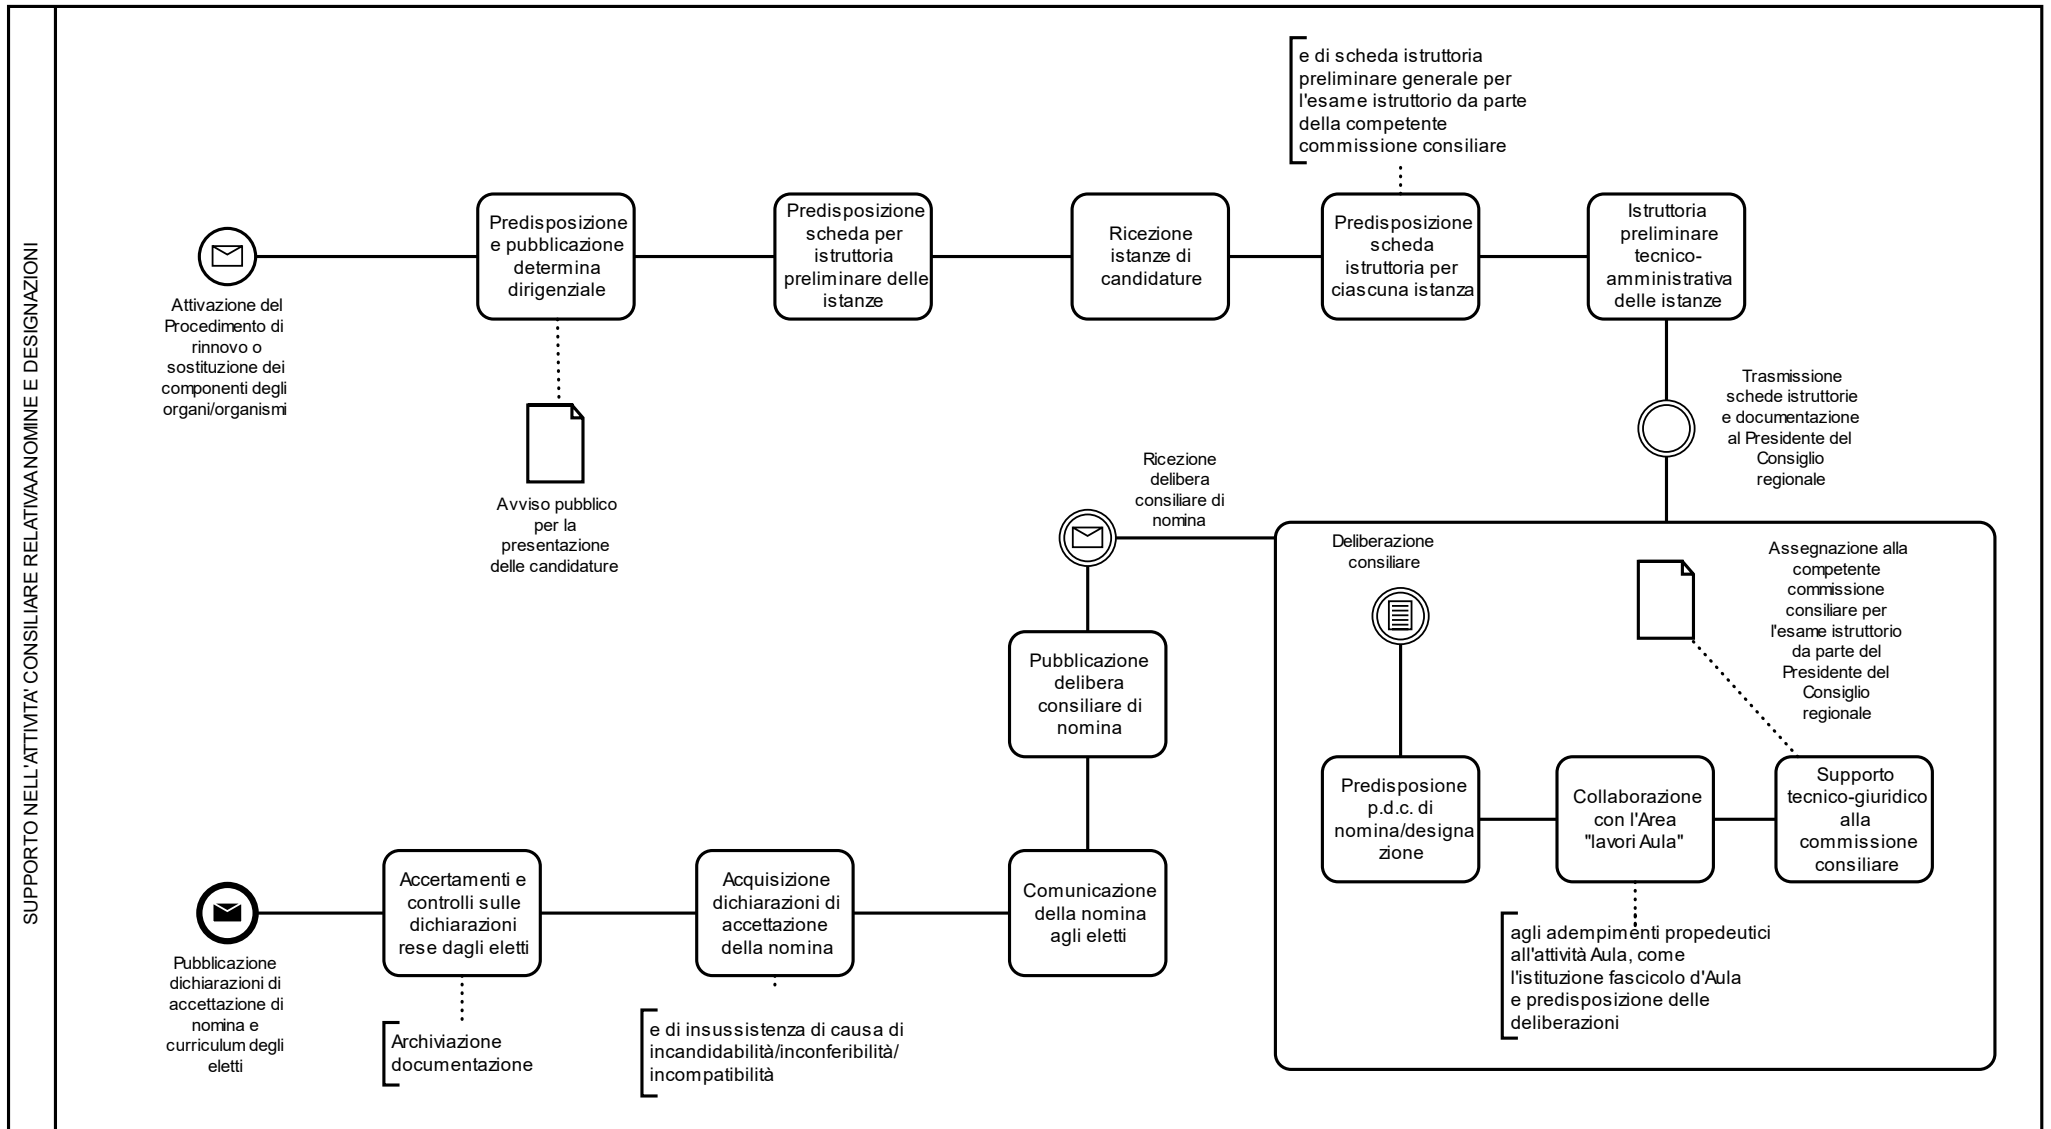 SUPPORTO NELL'ATTIVITA' CONSILIARE RELATIVA A NOMINE E DESIGNAZIONI
e di scheda istruttoria
preliminare generale per
l'esame istruttorio da parte
della competente
commissione consiliare
Attivazione del
Procedimento di
rinnovo o
sostituzione dei
componenti degli
organi/organismi
Predisposizione
e pubblicazione
determina
dirigenziale
Predisposizione
scheda per
istruttoria
preliminare delle
istanze
Ricezione
istanze di
candidature
Predisposizione
scheda
istruttoria per
ciascuna istanza
Istruttoria
preliminare
tecnico-
amministrativa
delle istanze
Avviso pubblico
per la
presentazione
delle candidature
Trasmissione
schede istruttorie
e documentazione
al Presidente del
Consiglio
regionale
Ricezione
delibera
consiliare di
nomina
Deliberazione
consiliare
Assegnazione alla
competente
commissione
consiliare per
l'esame istruttorio
da parte del
Presidente del
Consiglio
regionale
Pubblicazione
delibera
consiliare di
nomina
Predisposione
p.d.c. di
nomina/designa
zione
Collaborazione
con l'Area
"lavori Aula"
Supporto
tecnico-giuridico
alla
commissione
consiliare
agli adempimenti propedeutici
all'attività Aula, come
l'istituzione fascicolo d'Aula
e predisposizione delle
deliberazioni
Comunicazione
della nomina
agli eletti
Acquisizione
dichiarazioni di
accettazione
della nomina
Accertamenti e
controlli sulle
dichiarazioni
rese dagli eletti
Pubblicazione
dichiarazioni di
accettazione di
nomina e
curriculum degli
eletti
Archiviazione
documentazione
e di insussistenza di causa di
incandidabilità/inconferibilità/
incompatibilità